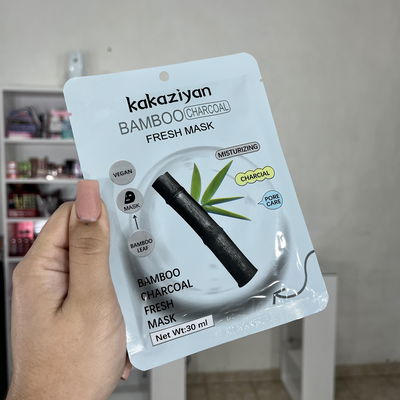 kakaziyan
BAMBOO CHARCOAL
FRESH MASK
MISTURIZING
VEGAN
CHARCIAL
MASK
PORE
CARE
BAMBOO
LEAF
BAMBOO
CHARCOAL
FRESH
MASK
Net Wt:30 ml